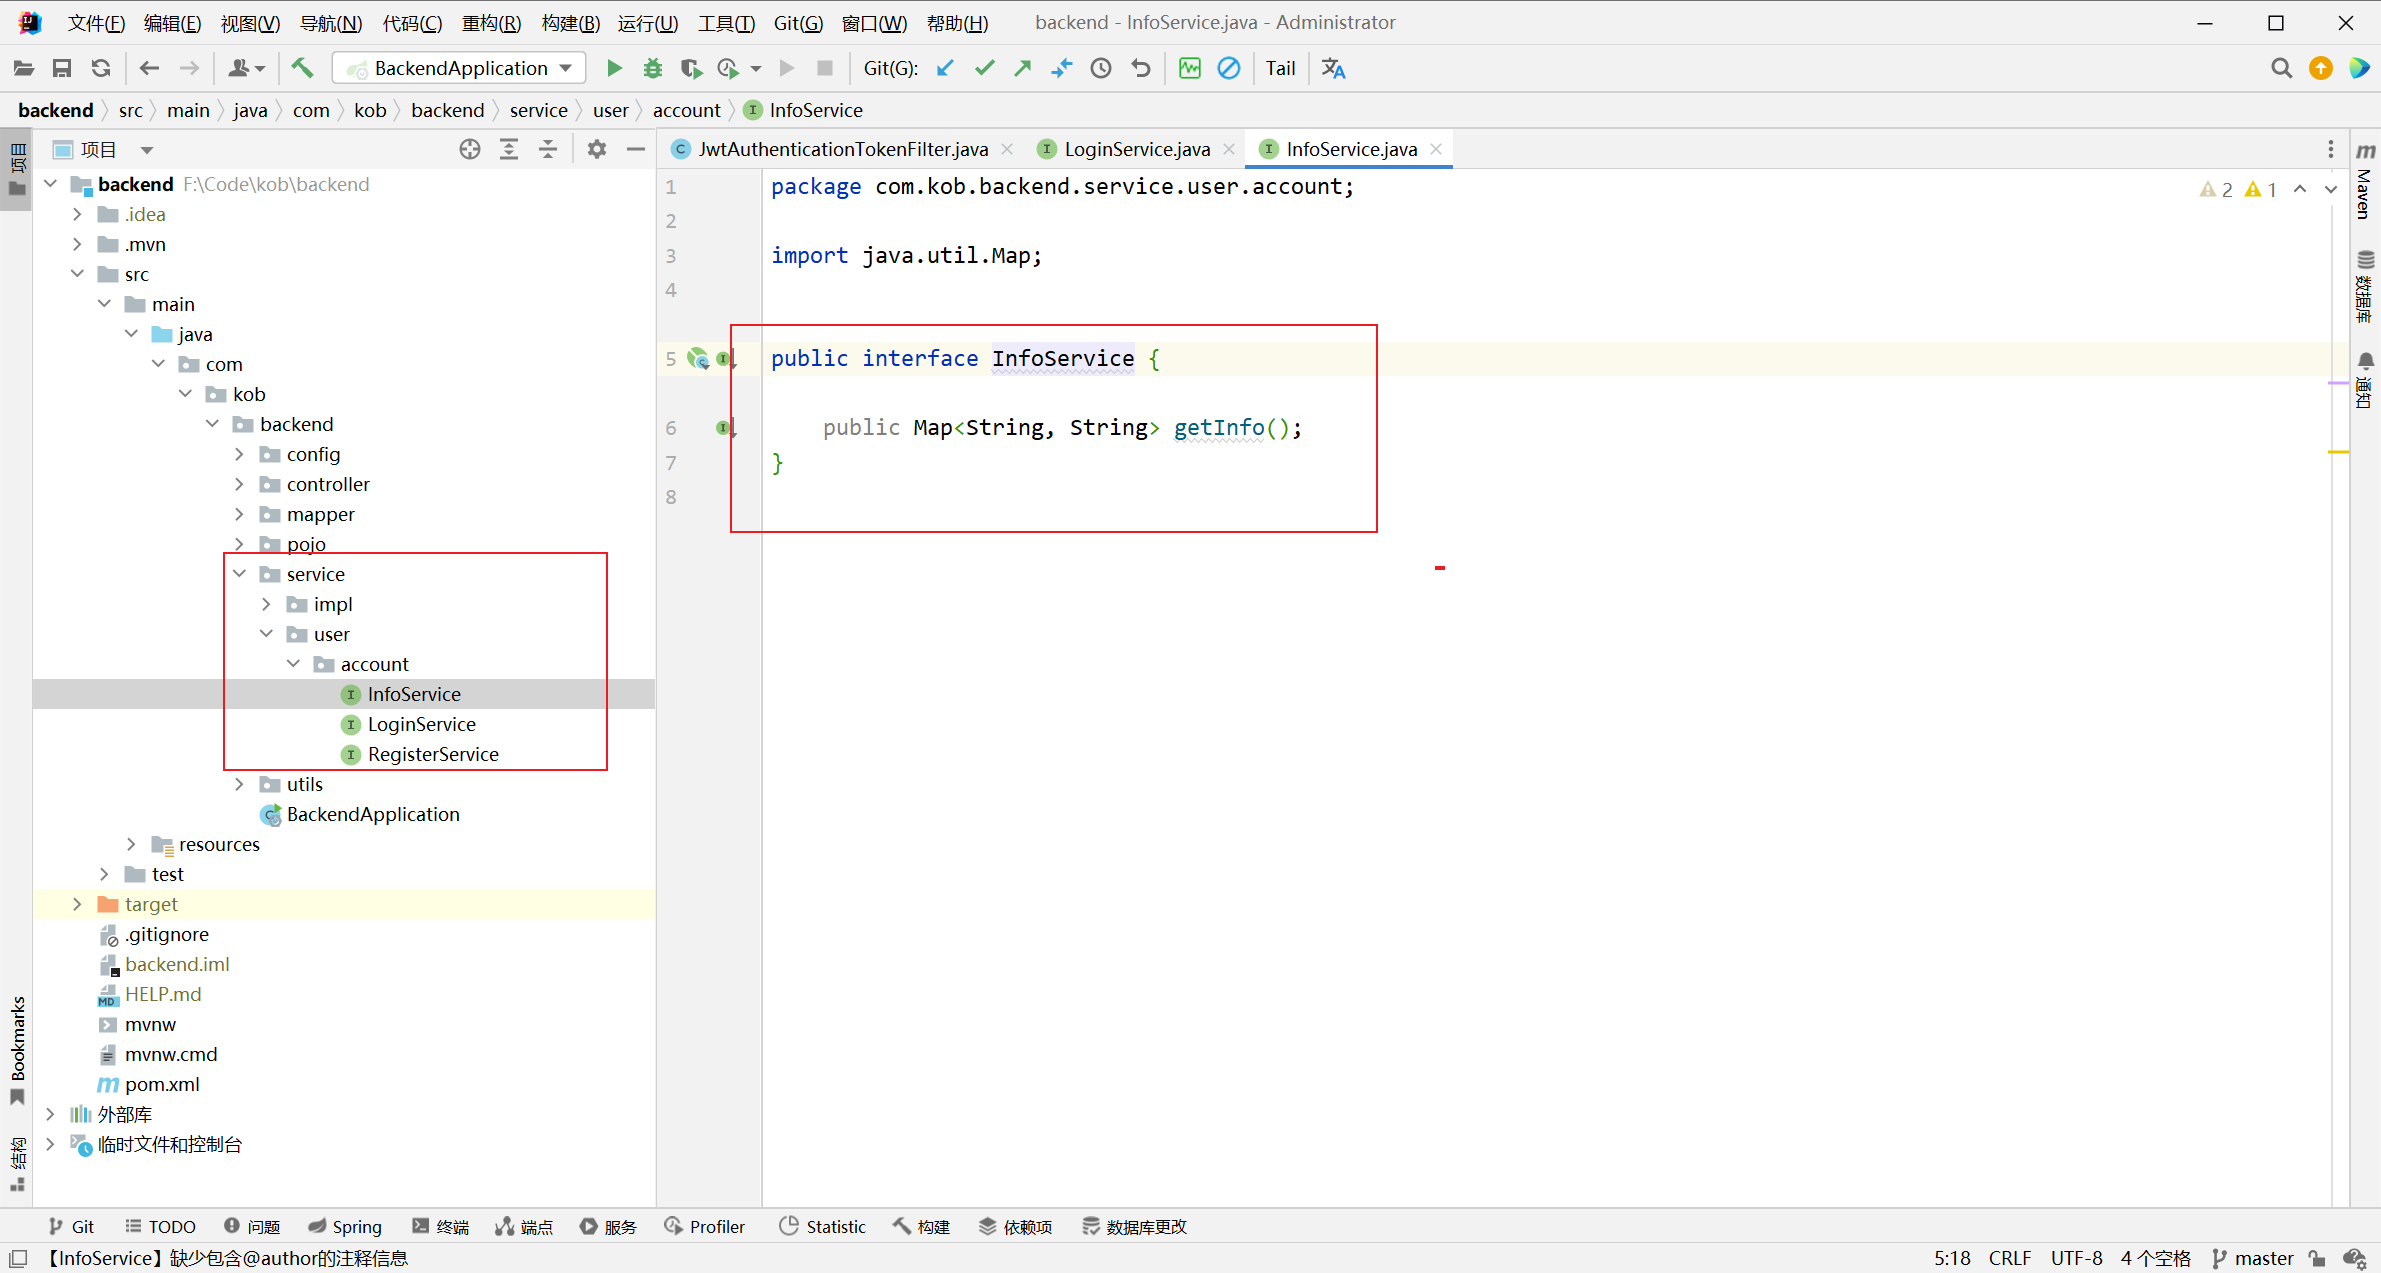 文件(F) 编辑(E) 视图(V) 导航(N) 代码(C) 重构(R) 构建(B) 运行(U) 工具(T) Git(G) 窗口(W) 帮助(H) backend - InfoService.java - Administrator
BackendApplication Git(G): Tail 文A
backend src main java com kob backend service user account InfoService
项目
项目
JwtAuthenticationTokenFilter.java LoginService.java InfoService.java
backend F:\Code\kob\backend
.idea
.mvn
src
main
java
com
kob
backend
config
controller
mapper
pojo
service
impl
user
account
InfoService
LoginService
RegisterService
utils
BackendApplication
resources
test
target
.gitignore
backend.iml
HELP.md
mvnw
mvnw.cmd
pom.xml
外部库
临时文件和控制台
1 package com.kob.backend.service.user.account;
2
3 import java.util.Map;
4
5 public interface InfoService {
6 public Map<String, String> getInfo();
7 }
8
2 1
Maven
数据库
通知
Bookmarks
结构
Git TODO 问题 Spring 终端 端点 服务 Profiler Statistic 构建 依赖项 数据库更改
【InfoService】缺少包含@author的注释信息 5:18 CRLF UTF-8 4 个空格 master